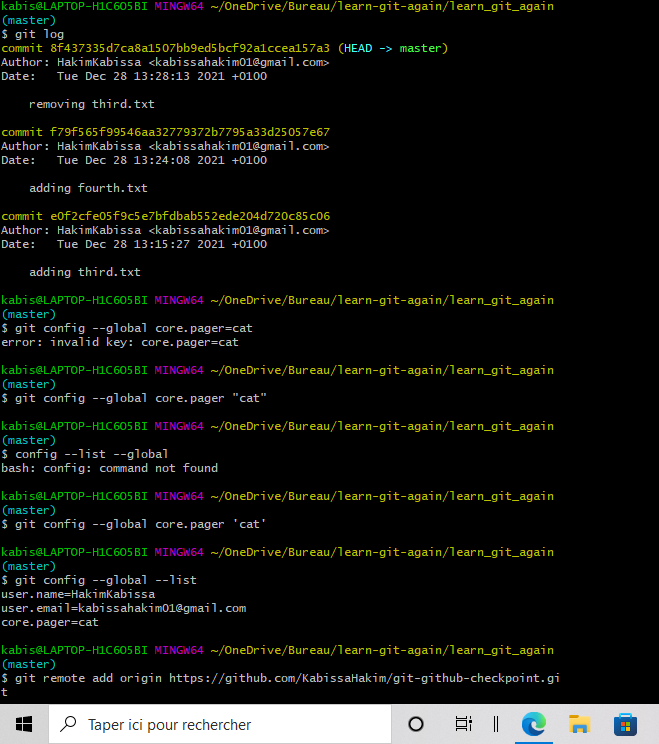 kabis@LAPTOP-H1C6O5BI MINGW64 ~/OneDrive/Bureau/learn-git-again/learn_git_again
(master)
$ git log
commit 8f437335d7ca8a1507bb9ed5bcf92a1ccea157a3 (HEAD -> master)
Author: HakimKabissa <kabissahakim01@gmail.com>
Date:   Tue Dec 28 13:28:13 2021 +0100
    removing third.txt
commit f79f565f99546aa32779372b7795a33d25057e67
Author: HakimKabissa <kabissahakim01@gmail.com>
Date:   Tue Dec 28 13:24:08 2021 +0100
    adding fourth.txt
commit e0f2cfe05f9c5e7bfdbab552ede204d720c85c06
Author: HakimKabissa <kabissahakim01@gmail.com>
Date:   Tue Dec 28 13:15:27 2021 +0100
    adding third.txt
kabis@LAPTOP-H1C6O5BI MINGW64 ~/OneDrive/Bureau/learn-git-again/learn_git_again
(master)
$ git config --global core.pager=cat
error: invalid key: core.pager=cat
kabis@LAPTOP-H1C6O5BI MINGW64 ~/OneDrive/Bureau/learn-git-again/learn_git_again
(master)
$ git config --global core.pager "cat"
kabis@LAPTOP-H1C6O5BI MINGW64 ~/OneDrive/Bureau/learn-git-again/learn_git_again
(master)
$ config --list --global
bash: config: command not found
kabis@LAPTOP-H1C6O5BI MINGW64 ~/OneDrive/Bureau/learn-git-again/learn_git_again
(master)
$ git config --global core.pager 'cat'
kabis@LAPTOP-H1C6O5BI MINGW64 ~/OneDrive/Bureau/learn-git-again/learn_git_again
(master)
$ git config --global --list
user.name=HakimKabissa
user.email=kabissahakim01@gmail.com
core.pager=cat
kabis@LAPTOP-H1C6O5BI MINGW64 ~/OneDrive/Bureau/learn-git-again/learn_git_again
(master)
$ git remote add origin https://github.com/KabissaHakim/git-github-checkpoint.gi
t
Taper ici pour rechercher